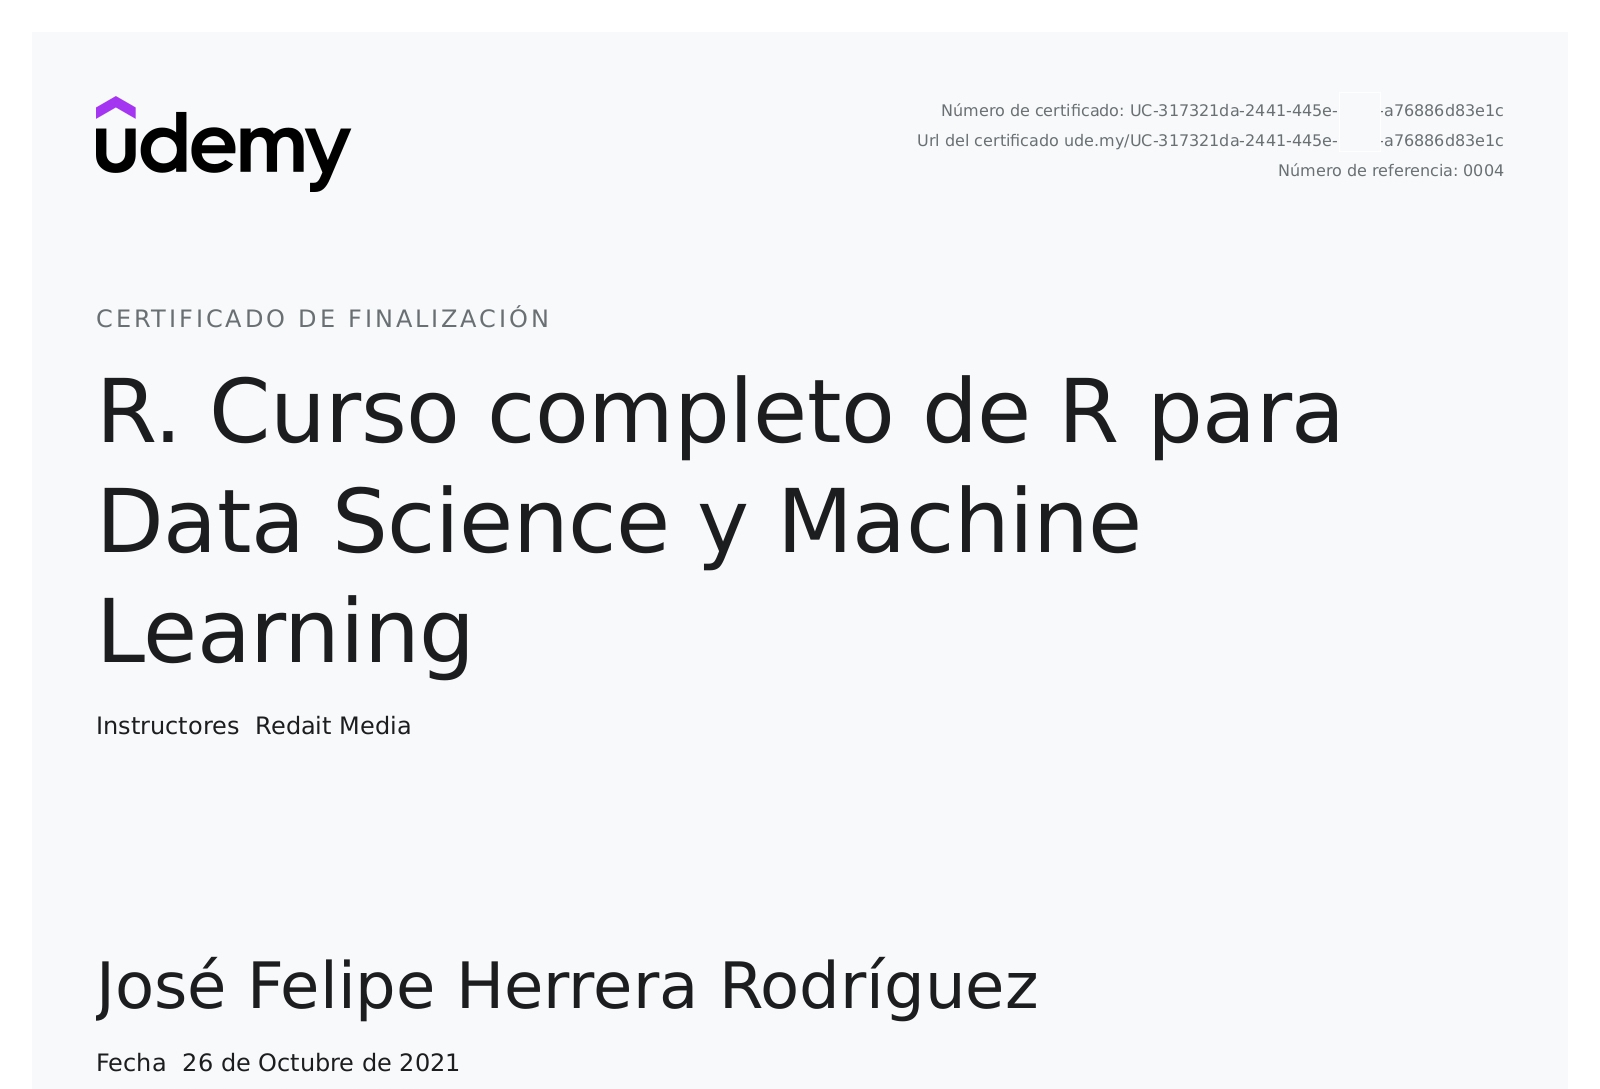 udemy
Número de certificado: UC-317321da-2441-445e- -a76886d83e1c
Url del certificado ude.my/UC-317321da-2441-445e- -a76886d83e1c
Número de referencia: 0004
CERTIFICADO DE FINALIZACIÓN
R. Curso completo de R para
Data Science y Machine
Learning
Instructores Redait Media
José Felipe Herrera Rodríguez
Fecha 26 de Octubre de 2021